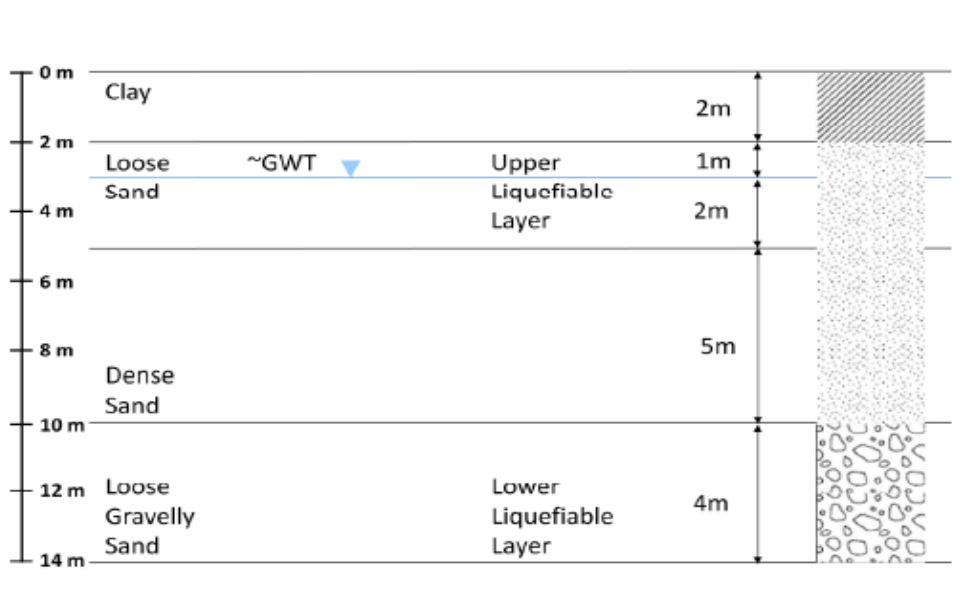 0 m
Clay
2m
2 m
Loose ~GWT Upper 1m
Sand Liquefiable
4 m Layer 2m
6 m
8 m 5m
Dense
Sand
10 m
12 m Loose Lower 4m
Gravelly Liquefiable
Sand Layer
14 m